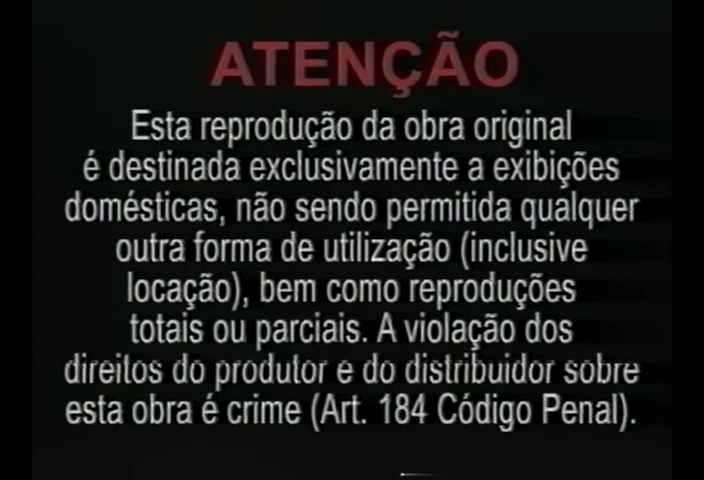 ATENÇÃO
Esta reprodução da obra original
é destinada exclusivamente a exibições
domésticas, não sendo permitida qualquer
outra forma de utilização (inclusive
locação), bem como reproduções
totais ou parciais. A violação dos
direitos do produtor e do distribuidor sobre
esta obra é crime (Art. 184 Código Penal).